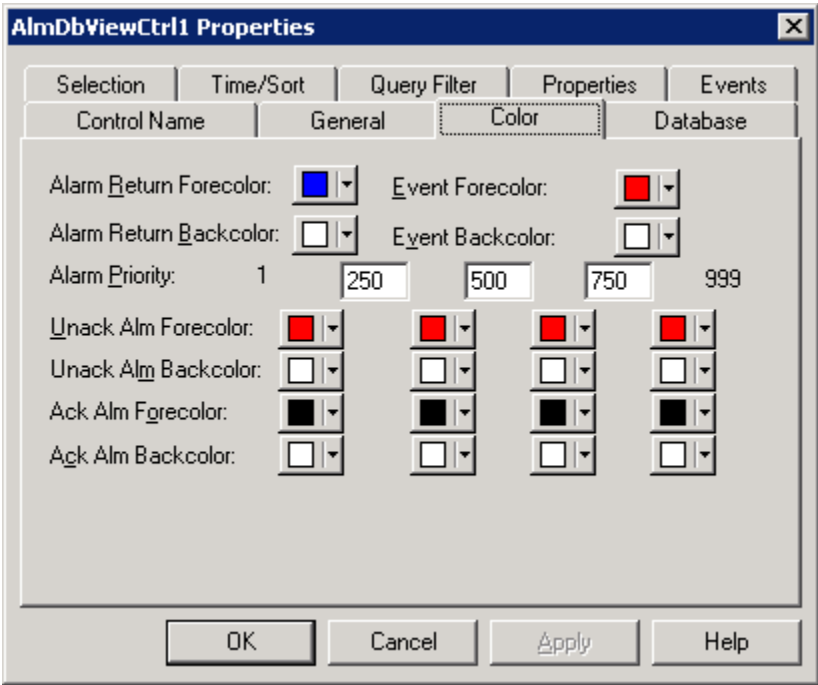 AlmDbViewCtrl1 Properties
Selection Time/Sort Query Filter Properties Events
Control Name General Color Database
Alarm Return Forecolor: Event Forecolor:
Alarm Return Backcolor: Event Backcolor:
Alarm Priority: 1 250 500 750 999
Unack Alm Forecolor:
Unack Alm Backcolor:
Ack Alm Forecolor:
Ack Alm Backcolor:
OK Cancel Apply Help